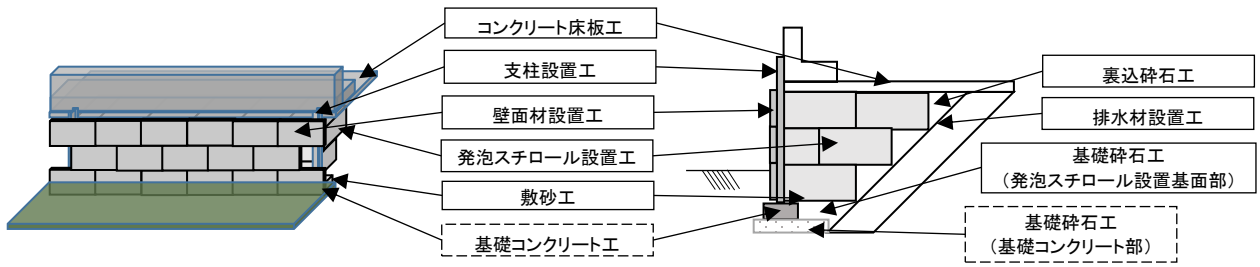 コンクリート床板工
支柱設置工
壁面材設置工
発泡スチロール設置工
敷砂工
基礎コンクリート工
裏込砕石工
排水材設置工
基礎砕石工
（発泡スチロール設置基面部）
基礎砕石工
（基礎コンクリート部）